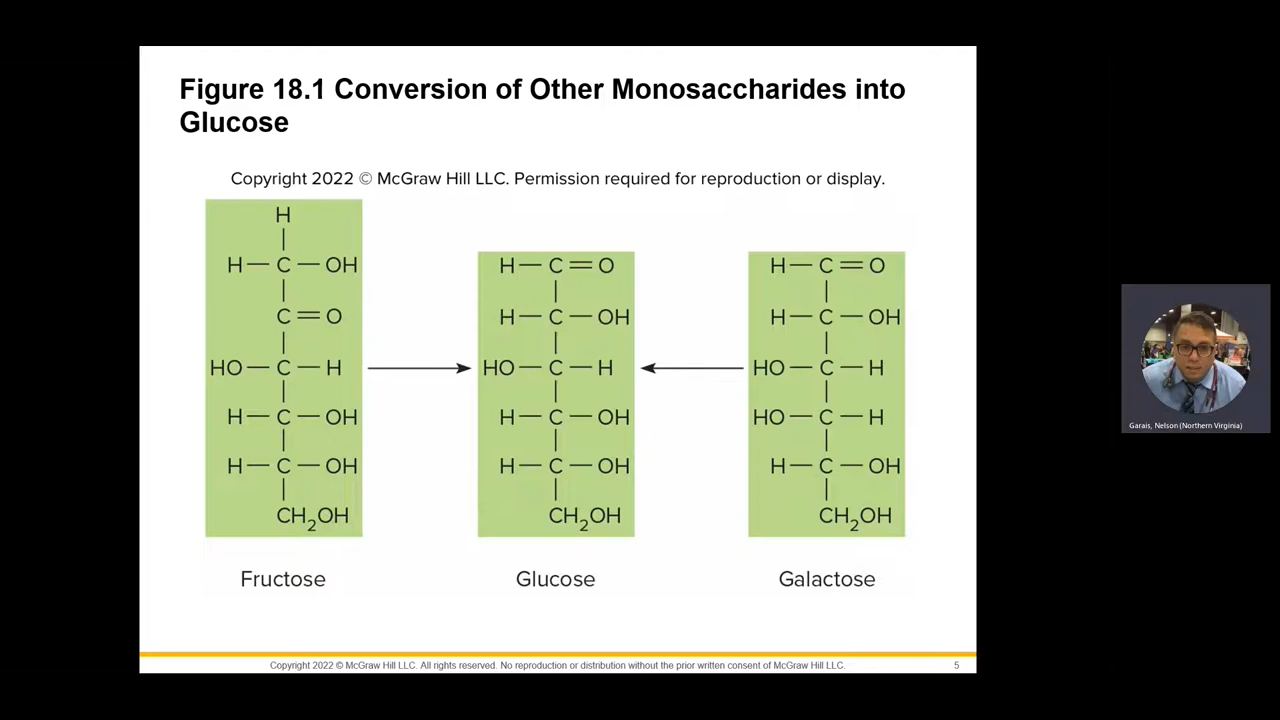 Figure 18.1 Conversion of Other Monosaccharides into
Glucose
Copyright 2022 © McGraw Hill LLC. Permission required for reproduction or display.
H
H — C — OH
C = O
HO — C — H
H — C — OH
H — C — OH
CH₂OH
Fructose
H — C = O
H — C — OH
HO — C — H
H — C — OH
H — C — OH
CH₂OH
Glucose
H — C = O
H — C — OH
HO — C — H
HO — C — H
H — C — OH
CH₂OH
Galactose
Copyright 2022 © McGraw Hill LLC. All rights reserved. No reproduction or distribution without the prior written consent of McGraw Hill LLC.
5
Garais, Nelson (Northern Virginia)